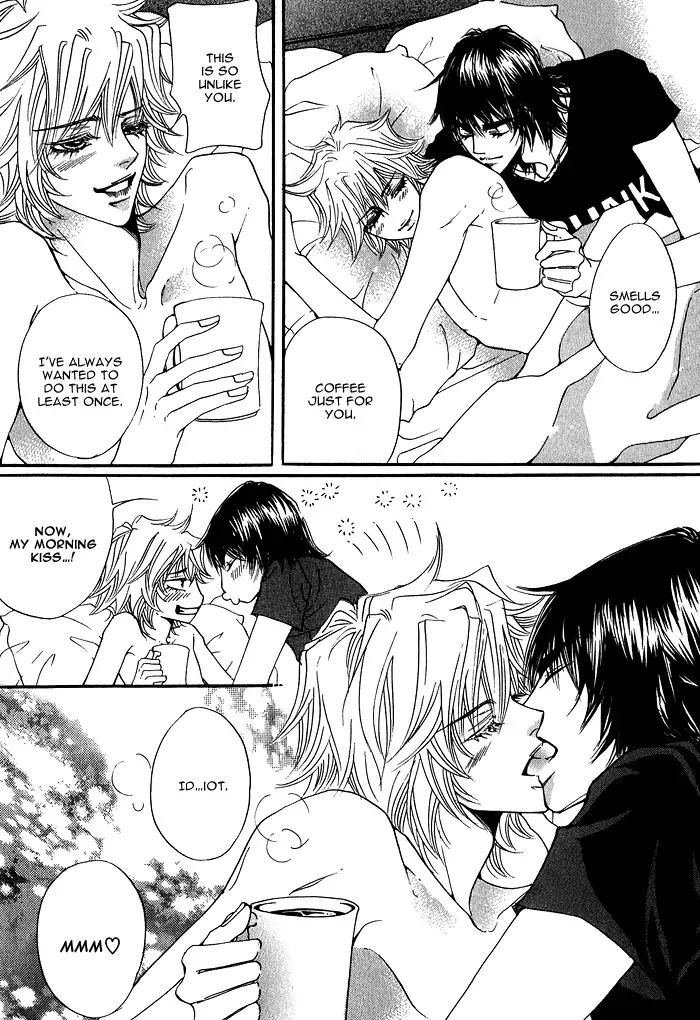 SMELLS
GOOD...
COFFEE
JUST FOR
YOU.
THIS
IS SO
UNLIKE
YOU.
I'VE ALWAYS
WANTED TO
DO THIS AT
LEAST ONCE.
NOW,
MY MORNING
KISS...!
ID...IOT.
MMM♡